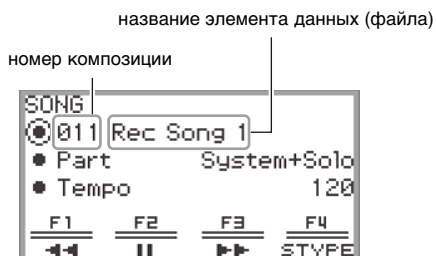 название элемента данных (файла)
номер композиции
SONG
011 Rec Song 1
Part System+Solo
Tempo 120
F1 F2 F3 F4
STYPE